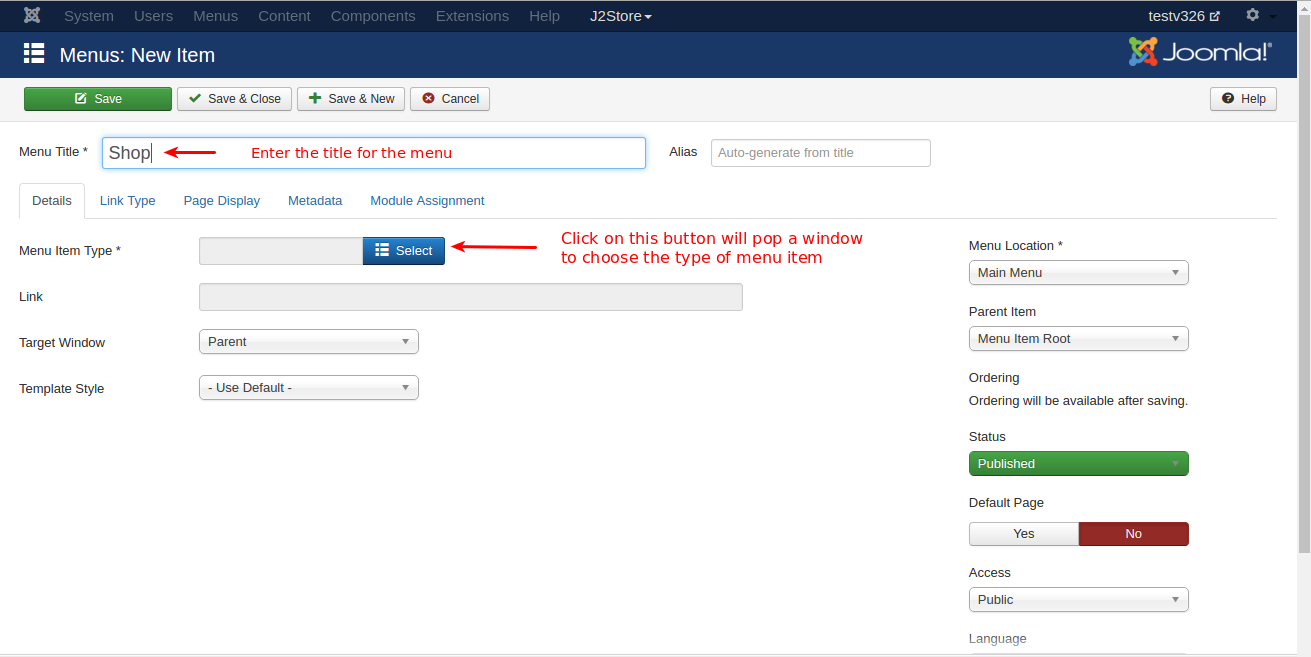 System Users Menus Content Components Extensions Help J2Store testv326
Menus: New Item Joomla!®
Save Save & Close Save & New Cancel Help
Menu Title * Shop Enter the title for the menu Alias Auto-generate from title
Details Link Type Page Display Metadata Module Assignment
Menu Item Type * Select
Click on this button will pop a window
to choose the type of menu item
Link
Target Window Parent
Template Style - Use Default -
Menu Location *
Main Menu
Parent Item
Menu Item Root
Ordering
Ordering will be available after saving.
Status
Published
Default Page
Yes No
Access
Public
Language